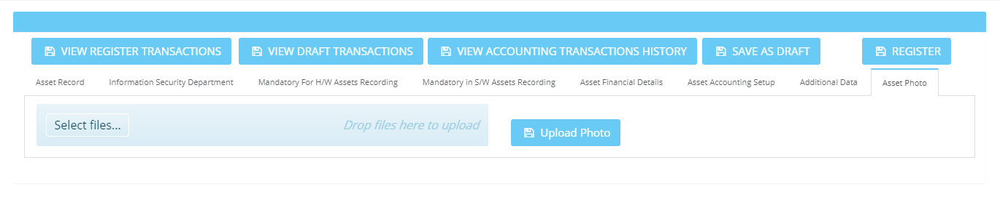 VIEW REGISTER TRANSACTIONS VIEW DRAFT TRANSACTIONS VIEW ACCOUNTING TRANSACTIONS HISTORY SAVE AS DRAFT REGISTER
Asset Record Information Security Department Mandatory For H/W Assets Recording Mandatory in S/W Assets Recording Asset Financial Details Asset Accounting Setup Additional Data Asset Photo
Select files... Drop files here to upload Upload Photo